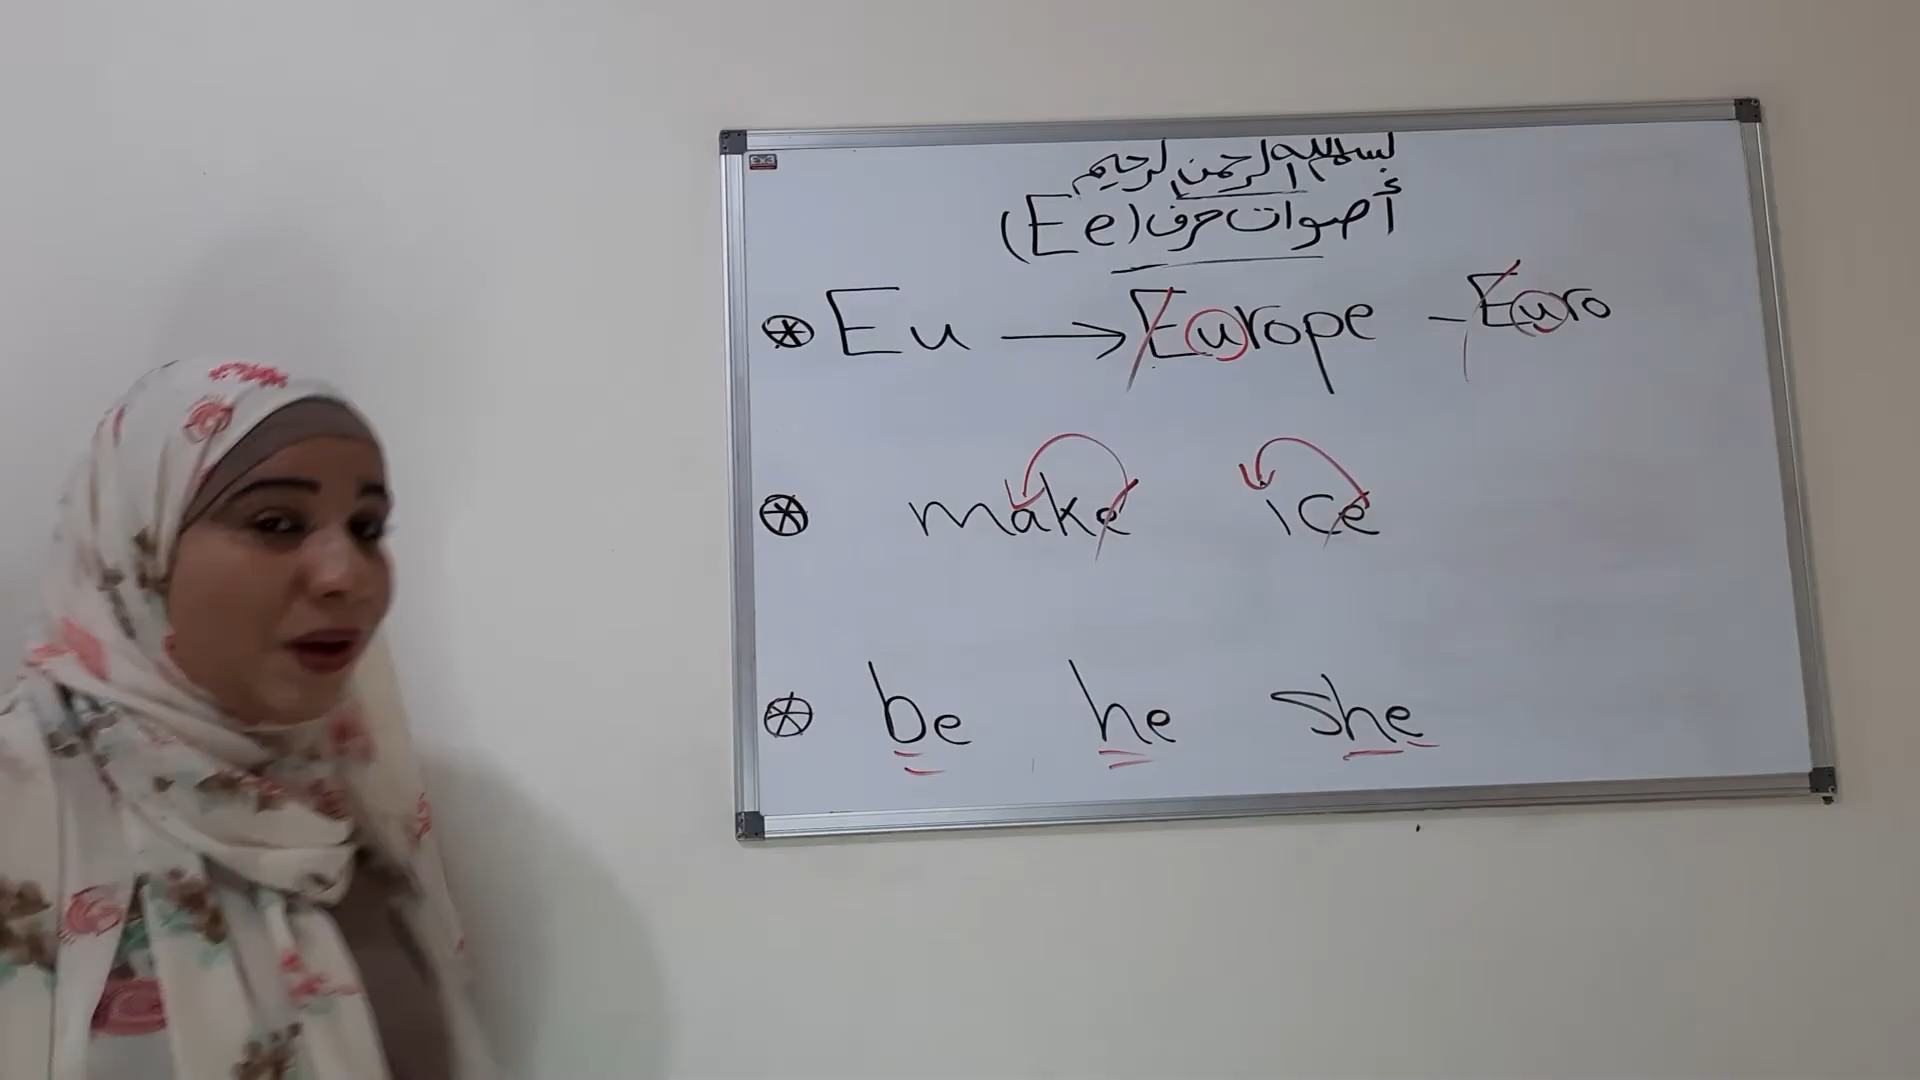 بسم الله الرحمن الرحيم
أصوات حرف (Ee)
Eu → Europe - Euro
make ice
be he she